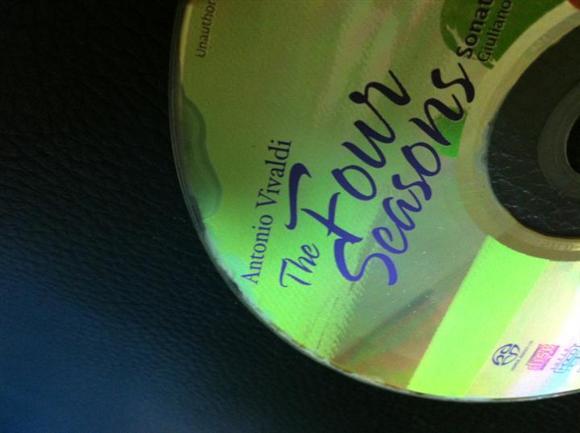 Antonio Vivaldi
The Four
Seasons
sonat
Giuliano
Unauthor